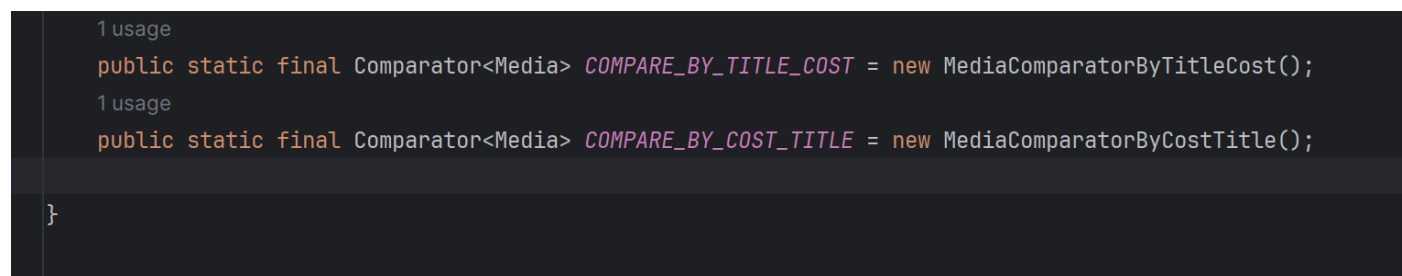 1 usage
public static final Comparator<Media> COMPARE_BY_TITLE_COST = new MediaComparatorByTitleCost();
1 usage
public static final Comparator<Media> COMPARE_BY_COST_TITLE = new MediaComparatorByCostTitle();
}